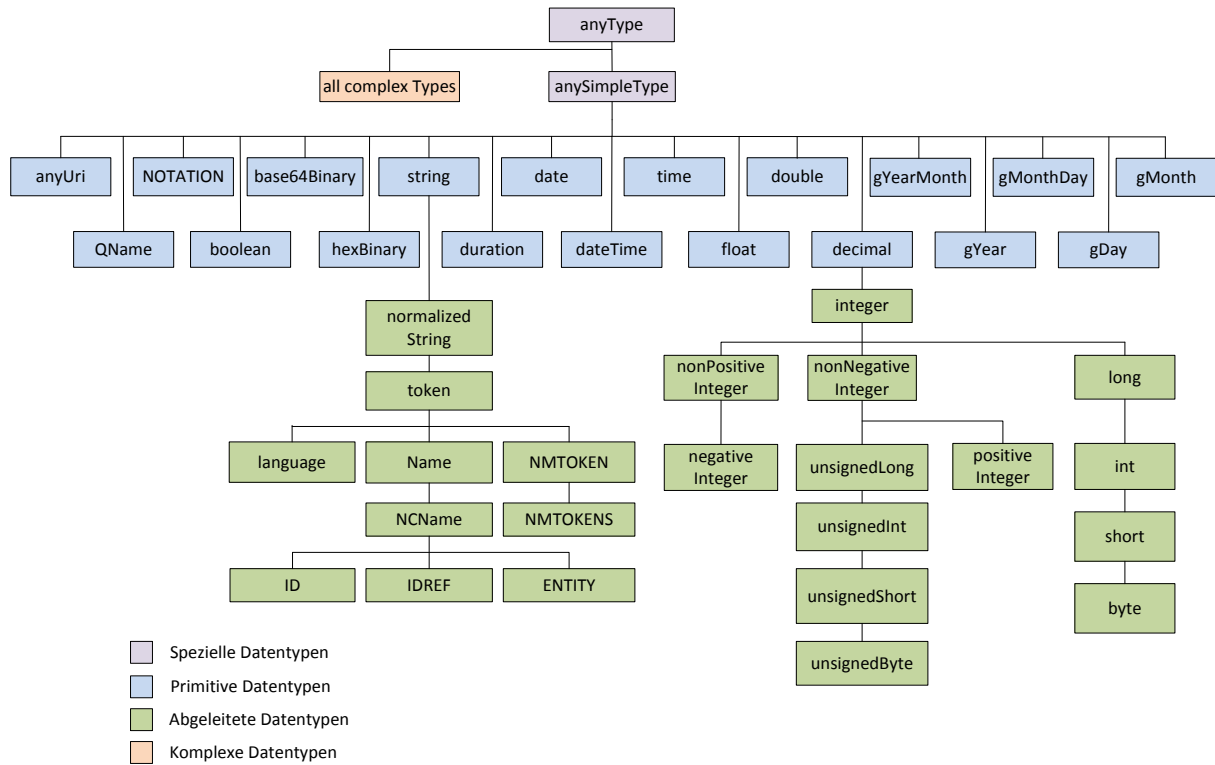 anyType
all complex Types
anySimpleType
anyUri
NOTATION
base64Binary
string
date
time
double
gYearMonth
gMonthDay
gMonth
QName
boolean
hexBinary
duration
dateTime
float
decimal
gYear
gDay
normalized
String
integer
nonPositive
Integer
nonNegative
Integer
long
token
language
Name
NMTOKEN
negative
Integer
unsignedLong
positive
Integer
int
NCName
NMTOKENS
unsignedInt
short
ID
IDREF
ENTITY
unsignedShort
byte
unsignedByte
Spezielle Datentypen
Primitive Datentypen
Abgeleitete Datentypen
Komplexe Datentypen